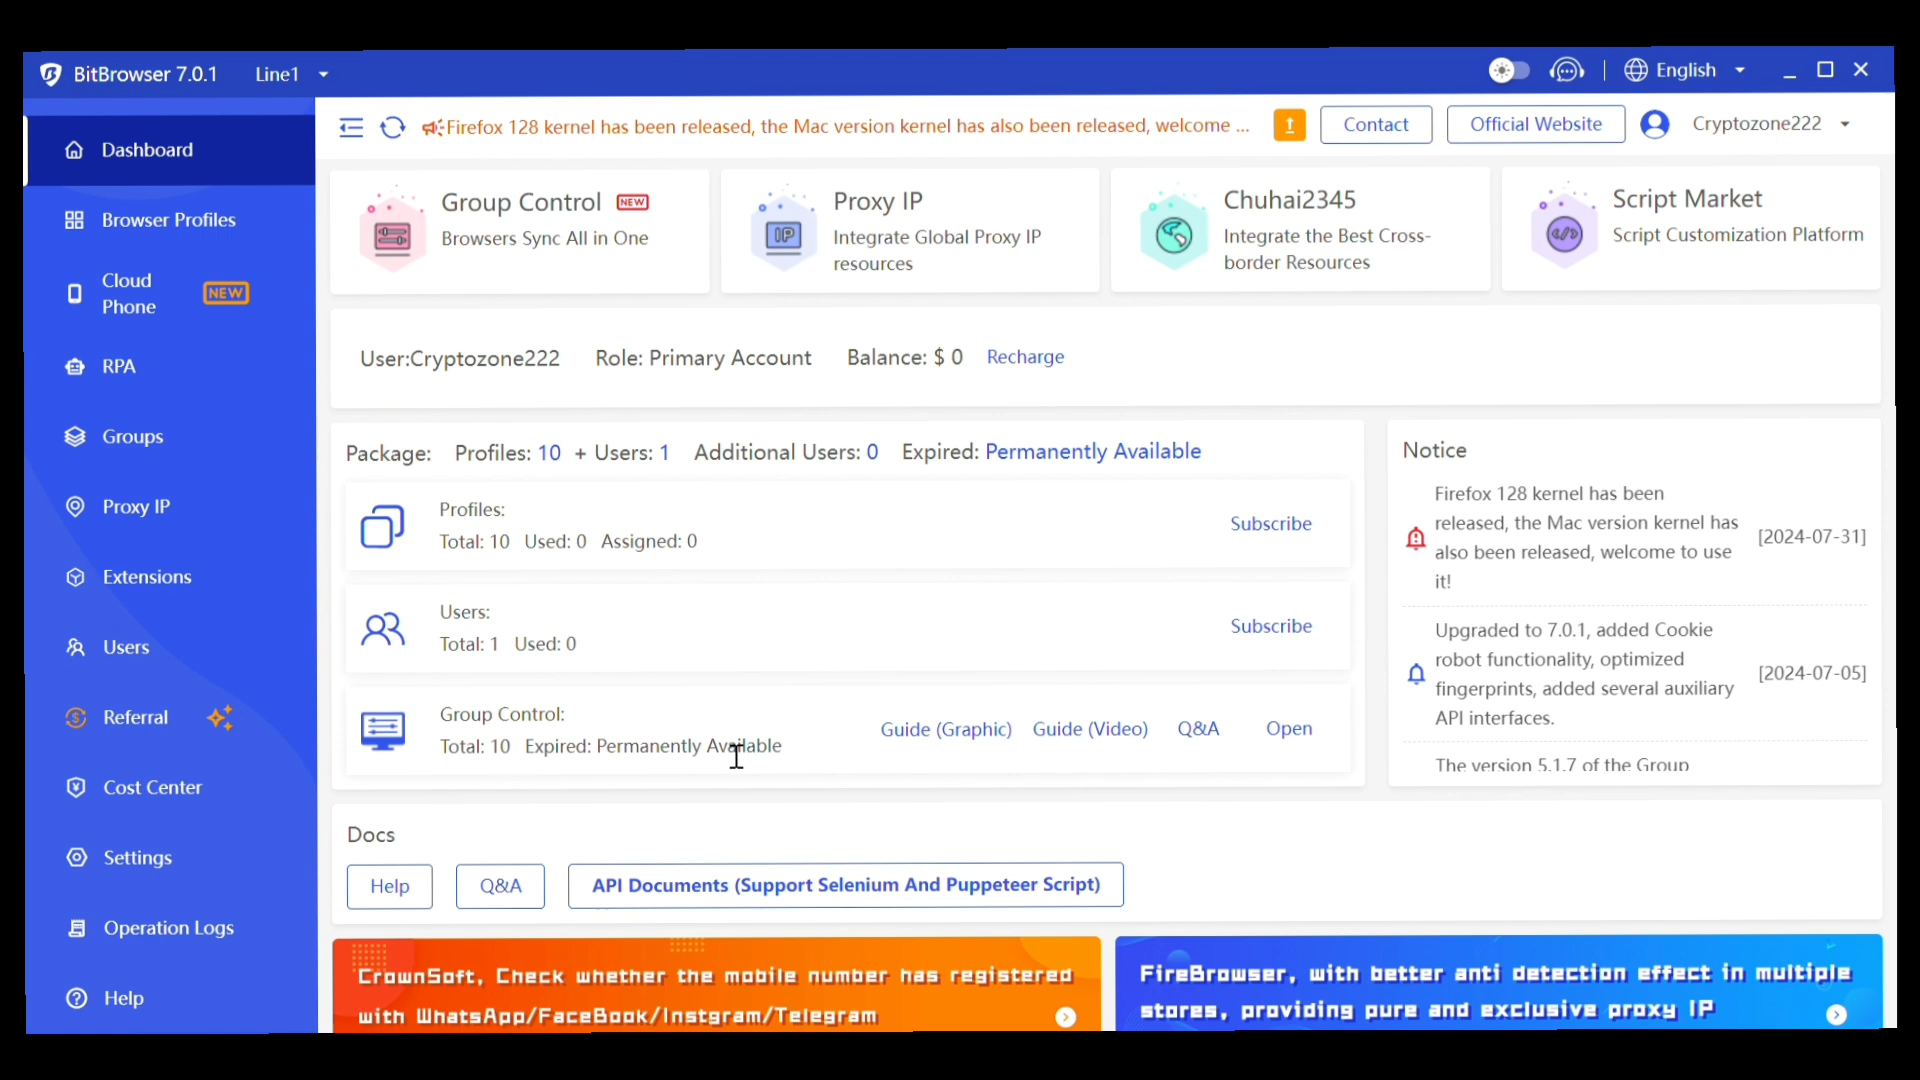 BitBrowser 7.0.1 Line1
English
Dashboard
Browser Profiles
Cloud
Phone
NEW
RPA
Groups
Proxy IP
Extensions
Users
Referral
Cost Center
Settings
Operation Logs
Help
Firefox 128 kernel has been released, the Mac version kernel has also been released, welcome ...
Contact
Official Website
Cryptozone222
Group Control NEW
Browsers Sync All in One
Proxy IP
IP
Integrate Global Proxy IP
resources
Chuhai2345
Integrate the Best Cross-
border Resources
Script Market
Script Customization Platform
User:Cryptozone222 Role: Primary Account Balance: $ 0 Recharge
Package: Profiles: 10 + Users: 1 Additional Users: 0 Expired: Permanently Available
Profiles:
Total: 10 Used: 0 Assigned: 0
Subscribe
Users:
Total: 1 Used: 0
Subscribe
Group Control:
Total: 10 Expired: Permanently Available
Guide (Graphic) Guide (Video) Q&A Open
Notice
Firefox 128 kernel has been
released, the Mac version kernel has
also been released, welcome to use
it!
[2024-07-31]
Upgraded to 7.0.1, added Cookie
robot functionality, optimized
fingerprints, added several auxiliary
API interfaces.
[2024-07-05]
The version 5.1.7 of the Group
Docs
Help
Q&A
API Documents (Support Selenium And Puppeteer Script)
CrownSoft, Check whether the mobile number has registered
with WhatsApp/FaceBook/Instgram/Telegram
FireBrowser, with better anti detection effect in multiple
stores, providing pure and exclusive proxy IP